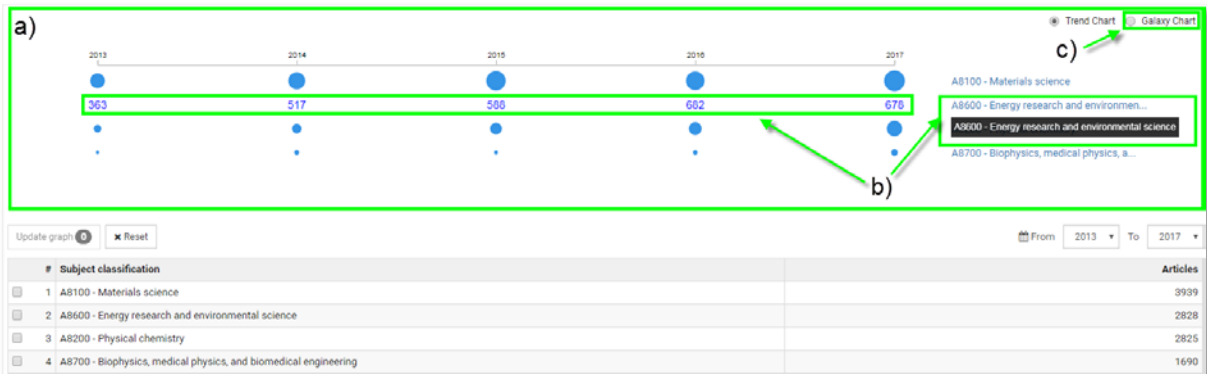 a)
Trend Chart Galaxy Chart
c)
2013 2014 2015 2016 2017
A8100 - Materials science
363 517 588 682 678 A8600 - Energy research and environmen...
A8600 - Energy research and environmental science
A8700 - Biophysics, medical physics, a...
b)
Update graph 0 Reset From 2013 To 2017
# Subject classification Articles
1 A8100 - Materials science 3939
2 A8600 - Energy research and environmental science 2828
3 A8200 - Physical chemistry 2825
4 A8700 - Biophysics, medical physics, and biomedical engineering 1690